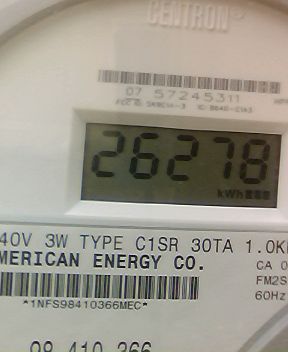 CENTRON®
07 57245311
26278
kWh
40V 3W TYPE C1SR 30TA 1.0K
MERICAN ENERGY CO.
CA 0
FM2S
60Hz
*1NFS98410366MEC*
98 410 366